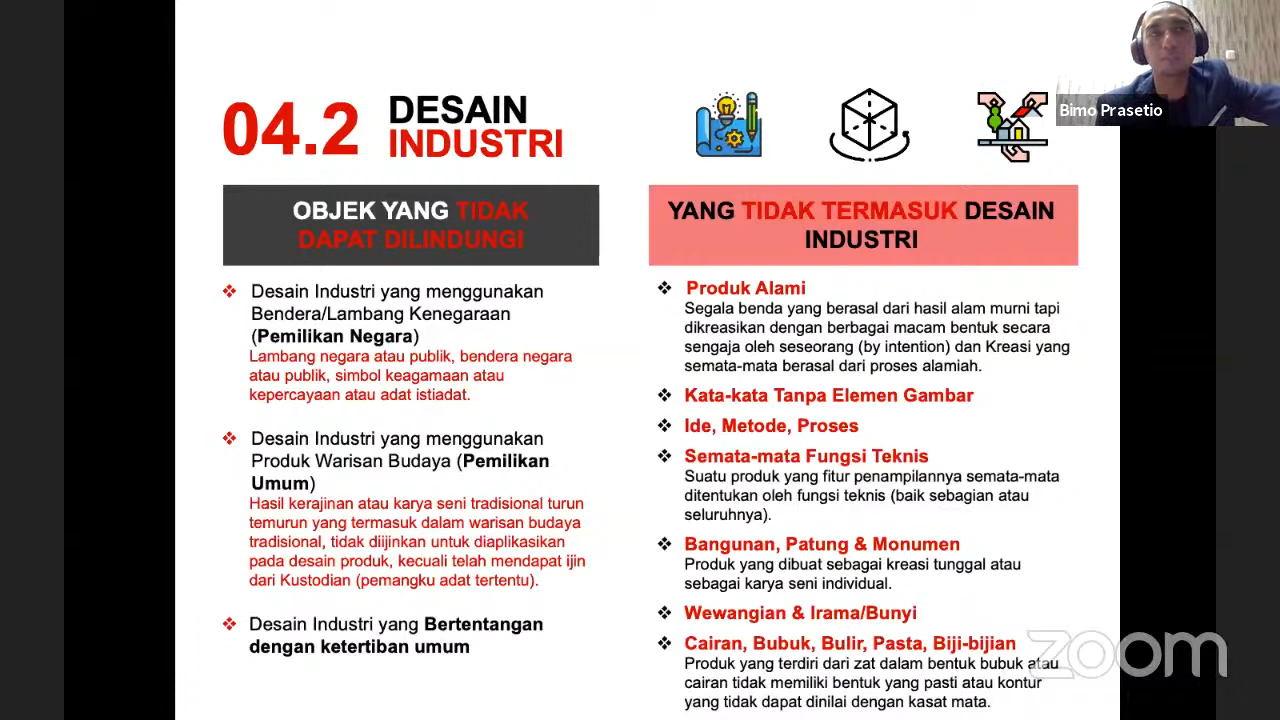 04.2
DESAIN
INDUSTRI
Bimo Prasetio
OBJEK YANG TIDAK
DAPAT DILINDUNGI
❖ Desain Industri yang menggunakan
Bendera/Lambang Kenegaraan
(Pemilikan Negara)
Lambang negara atau publik, bendera negara
atau publik, simbol keagamaan atau
kepercayaan atau adat istiadat.
❖ Desain Industri yang menggunakan
Produk Warisan Budaya (Pemilikan
Umum)
Hasil kerajinan atau karya seni tradisional turun
temurun yang termasuk dalam warisan budaya
tradisional, tidak diijinkan untuk diaplikasikan
pada desain produk, kecuali telah mendapat ijin
dari Kustodian (pemangku adat tertentu).
❖ Desain Industri yang Bertentangan
dengan ketertiban umum
YANG TIDAK TERMASUK DESAIN
INDUSTRI
❖ Produk Alami
Segala benda yang berasal dari hasil alam murni tapi
dikreasikan dengan berbagai macam bentuk secara
sengaja oleh seseorang (by intention) dan Kreasi yang
semata-mata berasal dari proses alamiah.
❖ Kata-kata Tanpa Elemen Gambar
❖ Ide, Metode, Proses
❖ Semata-mata Fungsi Teknis
Suatu produk yang fitur penampilannya semata-mata
ditentukan oleh fungsi teknis (baik sebagian atau
seluruhnya).
❖ Bangunan, Patung & Monumen
Produk yang dibuat sebagai kreasi tunggal atau
sebagai karya seni individual.
❖ Wewangian & Irama/Bunyi
❖ Cairan, Bubuk, Bulir, Pasta, Biji-bijian
Produk yang terdiri dari zat dalam bentuk bubuk atau
cairan tidak memiliki bentuk yang pasti atau kontur
yang tidak dapat dinilai dengan kasat mata.
zoom